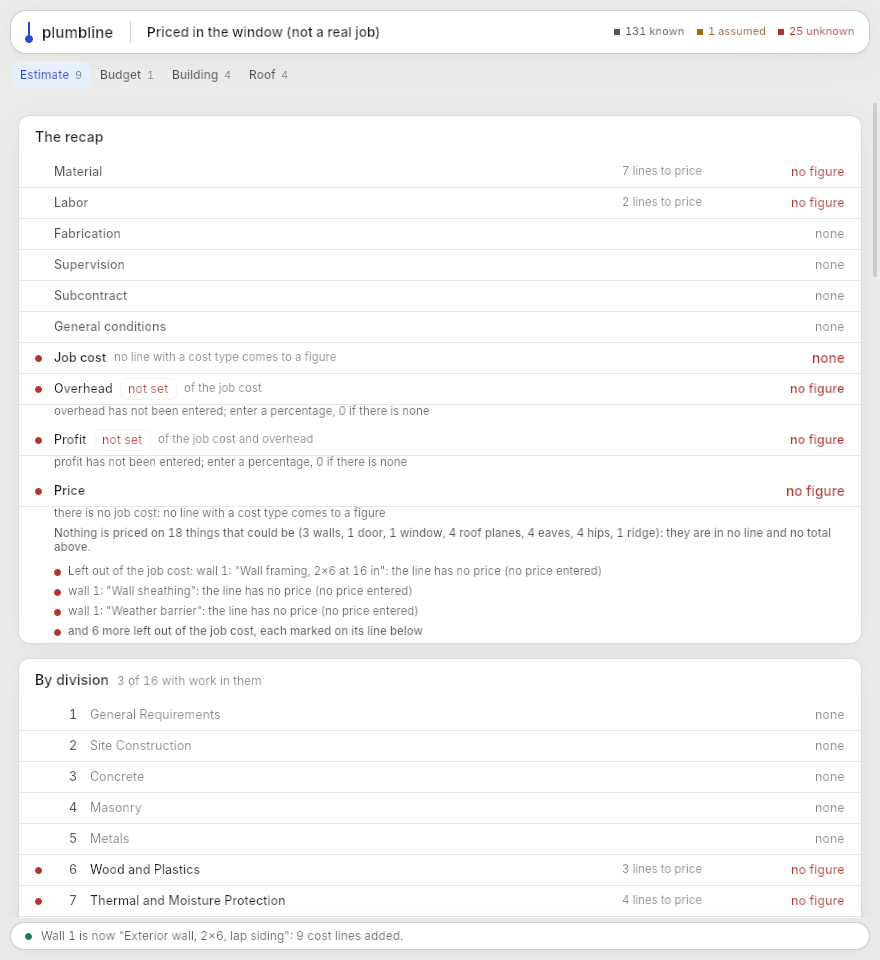 plumbline
Priced in the window (not a real job)
131 known
1 assumed
25 unknown
Estimate 9
Budget 1
Building 4
Roof 4
The recap
Material 7 lines to price no figure
Labor 2 lines to price no figure
Fabrication none
Supervision none
Subcontract none
General conditions none
Job cost no line with a cost type comes to a figure none
Overhead not set of the job cost no figure
overhead has not been entered; enter a percentage, 0 if there is none
Profit not set of the job cost and overhead no figure
profit has not been entered; enter a percentage, 0 if there is none
Price no figure
there is no job cost: no line with a cost type comes to a figure
Nothing is priced on 18 things that could be (3 walls, 1 door, 1 window, 4 roof planes, 4 eaves, 4 hips, 1 ridge): they are in no line and no total
above.
Left out of the job cost: wall 1: "Wall framing, 2×6 at 16 in": the line has no price (no price entered)
wall 1: "Wall sheathing": the line has no price (no price entered)
wall 1: "Weather barrier": the line has no price (no price entered)
and 6 more left out of the job cost, each marked on its line below
By division 3 of 16 with work in them
1 General Requirements none
2 Site Construction none
3 Concrete none
4 Masonry none
5 Metals none
6 Wood and Plastics 3 lines to price no figure
7 Thermal and Moisture Protection 4 lines to price no figure
Wall 1 is now "Exterior wall, 2×6, lap siding": 9 cost lines added.